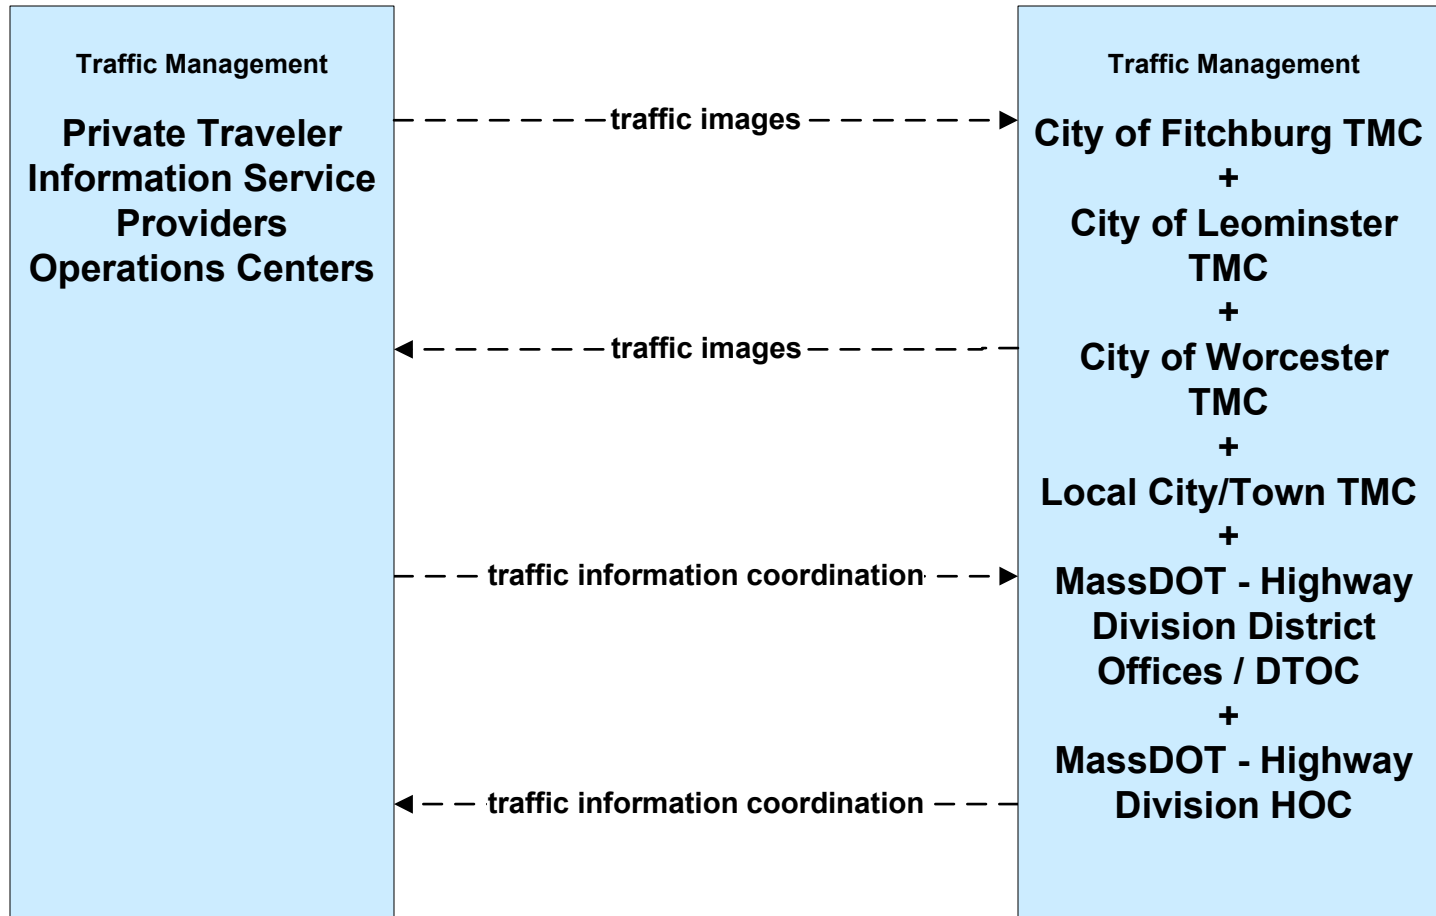 Traffic Management
Private Traveler
Information Service
Providers
Operations Centers
traffic images
traffic images
traffic information coordination
traffic information coordination
Traffic Management
City of Fitchburg TMC
+
City of Leominster
TMC
+
City of Worcester
TMC
+
Local City/Town TMC
+
MassDOT - Highway
Division District
Offices / DTOC
+
MassDOT - Highway
Division HOC